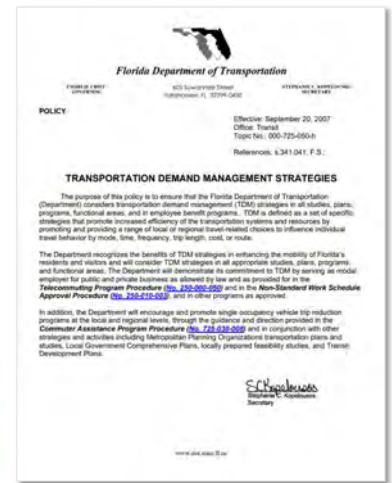 Florida Department of Transportation
CHARLIE CRIST
GOVERNOR
605 Suwannee Street
Tallahassee, FL 32399-0450
STEPHANIE C. KOPELOUSOS
SECRETARY
POLICY
Effective: September 20, 2007
Office: Transit
Topic No.: 000-725-050-h
References: s.341.041, F.S.;
TRANSPORTATION DEMAND MANAGEMENT STRATEGIES
The purpose of this policy is to ensure that the Florida Department of Transportation
(Department) considers transportation demand management (TDM) strategies in all studies, plans,
programs, functional areas, and in employee benefit programs. TDM is defined as a set of specific
strategies that promote increased efficiency of the transportation systems and resources by
promoting and providing a range of local or regional travel-related choices to influence individual
travel behavior by mode, time, frequency, trip length, cost, or route.
The Department recognizes the benefits of TDM strategies in enhancing the mobility of Florida's
residents and visitors and will consider TDM strategies in all appropriate studies, plans, programs
and functional areas. The Department will demonstrate its commitment to TDM by serving as modal
employer for public and private business as allowed by law and as provided for in the
Telecommuting Program Procedure (No. 250-000-050) and in the Non-Standard Work Schedule
Approval Procedure (No. 250-010-003), and in other programs as approved.
In addition, the Department will encourage and promote single occupancy vehicle trip reduction
programs at the local and regional levels, through the guidance and direction provided in the
Commuter Assistance Program Procedure (No. 725-030-008) and in conjunction with other
strategies and activities including Metropolitan Planning Organizations transportation plans and
studies, Local Government Comprehensive Plans, locally prepared feasibility studies, and Transit
Development Plans.
SCKopelousos
Stephanie C. Kopelousos
Secretary
www.dot.state.fl.us